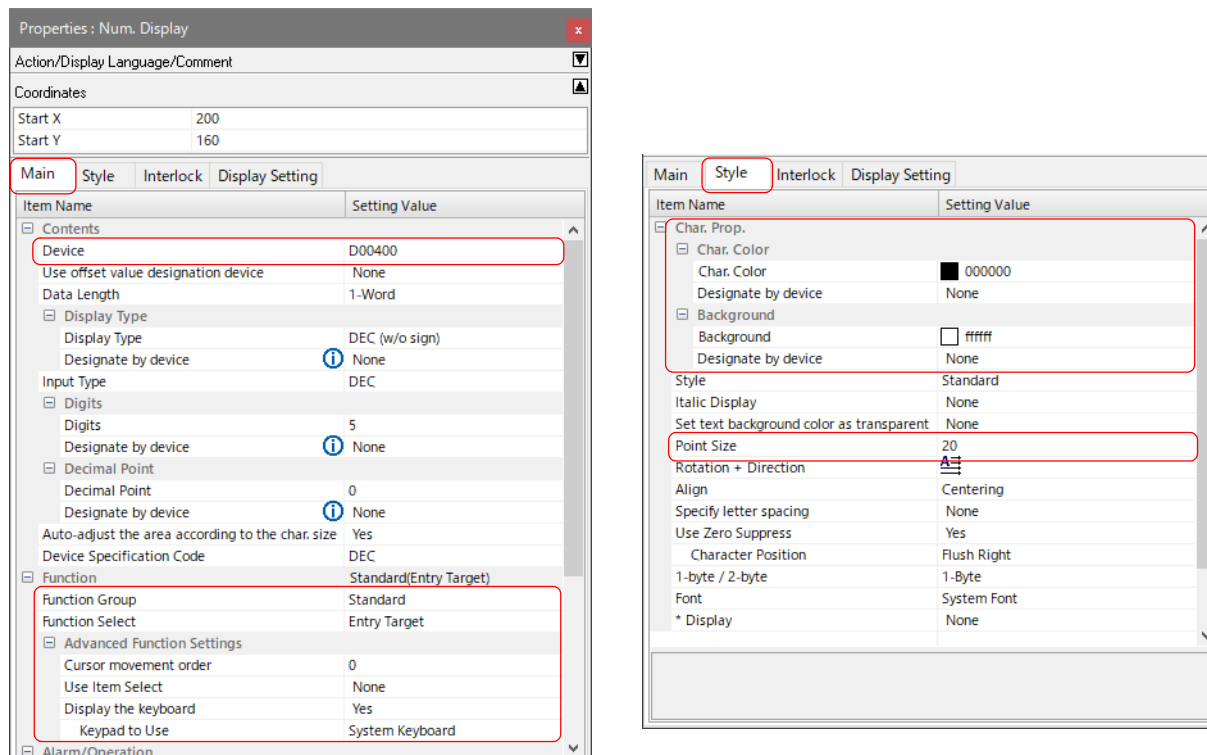 Properties : Num. Display
x
Action/Display Language/Comment
Coordinates
Start X 200
Start Y 160
Main Style Interlock Display Setting
Item Name Setting Value
Contents
Device D00400
Use offset value designation device None
Data Length 1-Word
Display Type
Display Type DEC (w/o sign)
Designate by device None
Input Type DEC
Digits
Digits 5
Designate by device None
Decimal Point
Decimal Point 0
Designate by device None
Auto-adjust the area according to the char. size Yes
Device Specification Code DEC
Function Standard(Entry Target)
Function Group Standard
Function Select Entry Target
Advanced Function Settings
Cursor movement order 0
Use Item Select None
Display the keyboard Yes
Keypad to Use System Keyboard
Alarm/Operation
Main Style Interlock Display Setting
Item Name Setting Value
Char. Prop.
Char. Color
Char. Color 000000
Designate by device None
Background
Background ffffff
Designate by device None
Style Standard
Italic Display None
Set text background color as transparent None
Point Size 20
Rotation + Direction A
Align Centering
Specify letter spacing None
Use Zero Suppress Yes
Character Position Flush Right
1-byte / 2-byte 1-Byte
Font System Font
* Display None